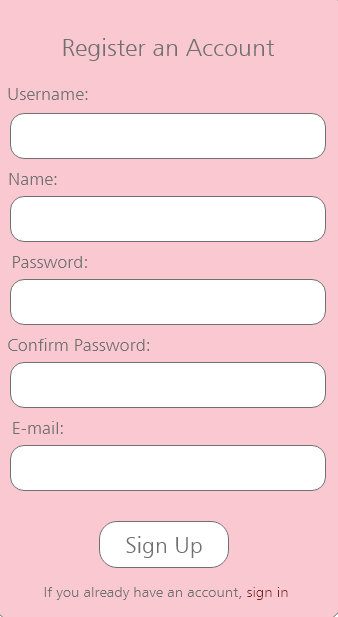 Register an Account
Username:
Name:
Password:
Confirm Password:
E-mail:
Sign Up
If you already have an account, sign in